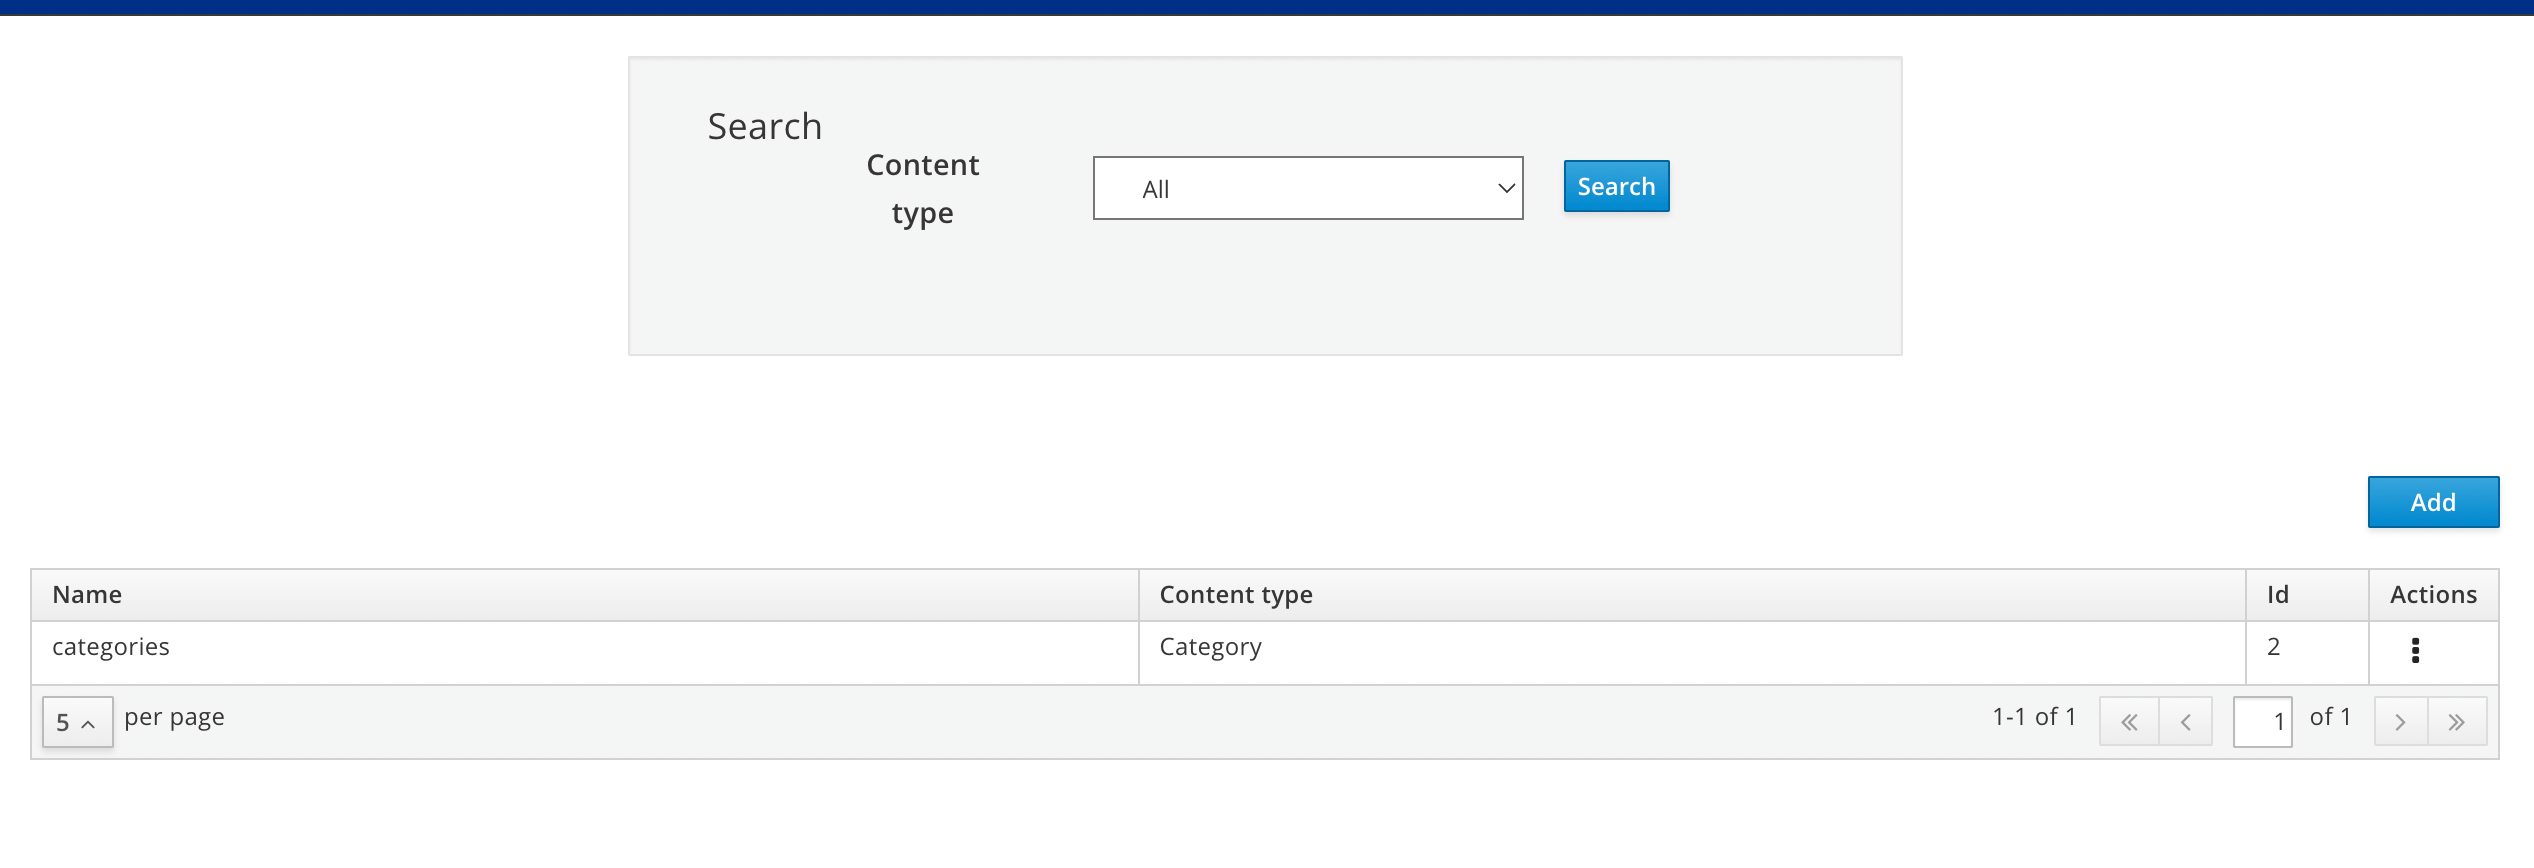 Search
Content
type
All
Search
Add
Name Content type Id Actions
categories Category 2
5 per page 1-1 of 1 1 of 1